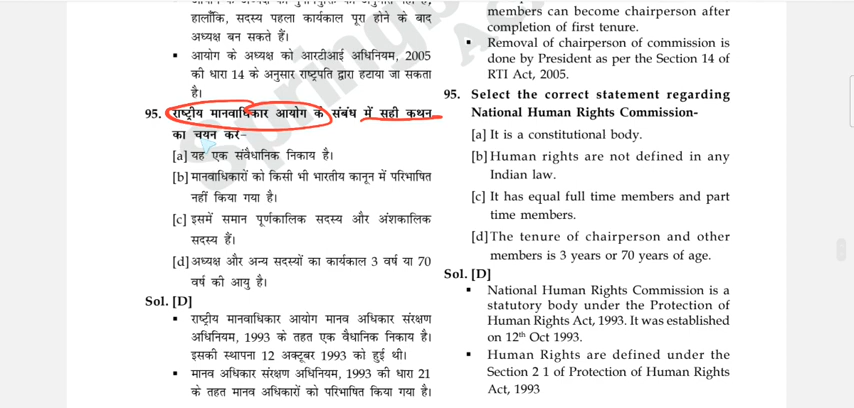 हालाँकि, सदस्य पहला कार्यकाल पूरा होने के बाद
अध्यक्ष बन सकते हैं।
▪ आयोग के अध्यक्ष को आरटीआई अधिनियम, 2005
की धारा 14 के अनुसार राष्ट्रपति द्वारा हटाया जा सकता
है।
95. राष्ट्रीय मानवाधिकार आयोग के संबंध में सही कथन
का चयन करें–
[a] यह एक संवैधानिक निकाय है।
[b] मानवाधिकारों को किसी भी भारतीय कानून में परिभाषित
नहीं किया गया है।
[c] इसमें समान पूर्णकालिक सदस्य और अंशकालिक
सदस्य हैं।
[d] अध्यक्ष और अन्य सदस्यों का कार्यकाल 3 वर्ष या 70
वर्ष की आयु है।
Sol. [D]
▪ राष्ट्रीय मानवाधिकार आयोग मानव अधिकार संरक्षण
अधिनियम, 1993 के तहत एक वैधानिक निकाय है।
इसकी स्थापना 12 अक्टूबर 1993 को हुई थी।
▪ मानव अधिकार संरक्षण अधिनियम, 1993 की धारा 21
के तहत मानव अधिकारों को परिभाषित किया गया है।
members can become chairperson after
completion of first tenure.
▪ Removal of chairperson of commission is
done by President as per the Section 14 of
RTI Act, 2005.
95. Select the correct statement regarding
National Human Rights Commission-
[a] It is a constitutional body.
[b] Human rights are not defined in any
Indian law.
[c] It has equal full time members and part
time members.
[d] The tenure of chairperson and other
members is 3 years or 70 years of age.
Sol. [D]
▪ National Human Rights Commission is a
statutory body under the Protection of
Human Rights Act, 1993. It was established
on 12th Oct 1993.
▪ Human Rights are defined under the
Section 2 1 of Protection of Human Rights
Act, 1993